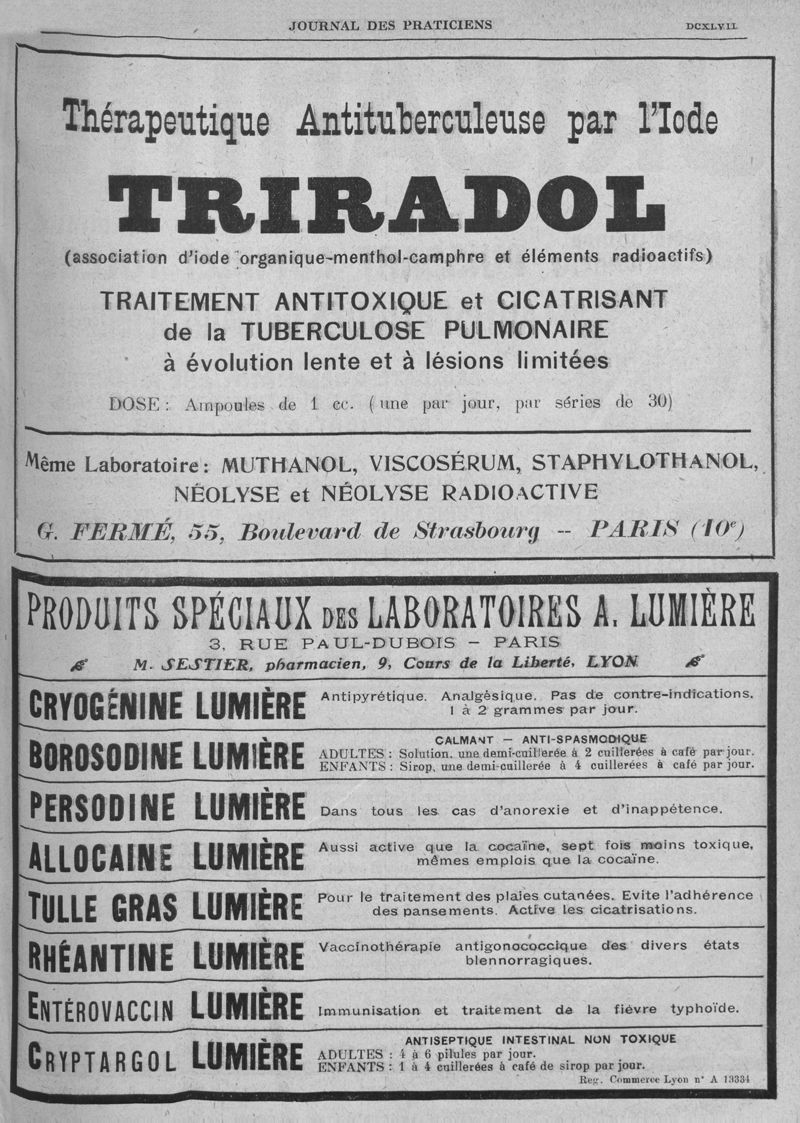 JOURNAL DES PRATICIENS DCXLVII
Thérapeutique Antituberculeuse par l'Iode
TRIRADOL
(association d'iode organique-menthol-camphre et éléments radioactifs)
TRAITEMENT ANTITOXIQUE et CICATRISANT
de la TUBERCULOSE PULMONAIRE
à évolution lente et à lésions limitées
DOSE : Ampoules de 1 cc. (une par jour, par séries de 30)
Même Laboratoire : MUTHANOL, VISCOSÉRUM, STAPHYLOTHANOL,
NÉOLYSE et NÉOLYSE RADIOACTIVE
G. FERMÉ, 55, Boulevard de Strasbourg -- PARIS (10e)
PRODUITS SPÉCIAUX DES LABORATOIRES A. LUMIÈRE
3, RUE PAUL-DUBOIS – PARIS
M. SESTIER, pharmacien, 9, Cours de la Liberté, LYON
CRYOGÉNINE LUMIÈRE Antipyrétique. Analgésique. Pas de contre-indications.
1 à 2 grammes par jour.
BOROSODINE LUMIÈRE CALMANT — ANTI-SPASMODIQUE
ADULTES : Solution, une demi-cuillerée à 2 cuillerées à café par jour.
ENFANTS : Sirop, une demi-cuillerée à 4 cuillerées à café par jour.
PERSODINE LUMIÈRE Dans tous les cas d'anorexie et d'inappétence.
ALLOCAINE LUMIÈRE Aussi active que la cocaïne, sept fois moins toxique,
mêmes emplois que la cocaïne.
TULLE GRAS LUMIÈRE Pour le traitement des plaies cutanées. Evite l'adhérence
des pansements. Active les cicatrisations.
RHÉANTINE LUMIÈRE Vaccinothérapie antigonococcique des divers états
blennorragiques.
ENTÉROVACCIN LUMIÈRE Immunisation et traitement de la fièvre typhoïde.
CRYPTARGOL LUMIÈRE ANTISEPTIQUE INTESTINAL NON TOXIQUE
ADULTES : 4 à 6 pilules par jour.
ENFANTS : 1 à 4 cuillerées à café de sirop par jour.
Reg. Commerce Lyon n° A 13334